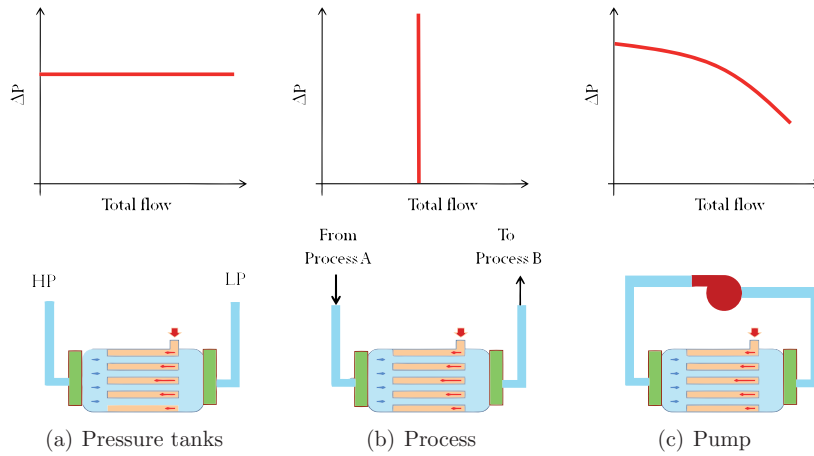 ΔP
Total flow
ΔP
Total flow
ΔP
Total flow
HP
LP
From
Process A
To
Process B
(a) Pressure tanks
(b) Process
(c) Pump